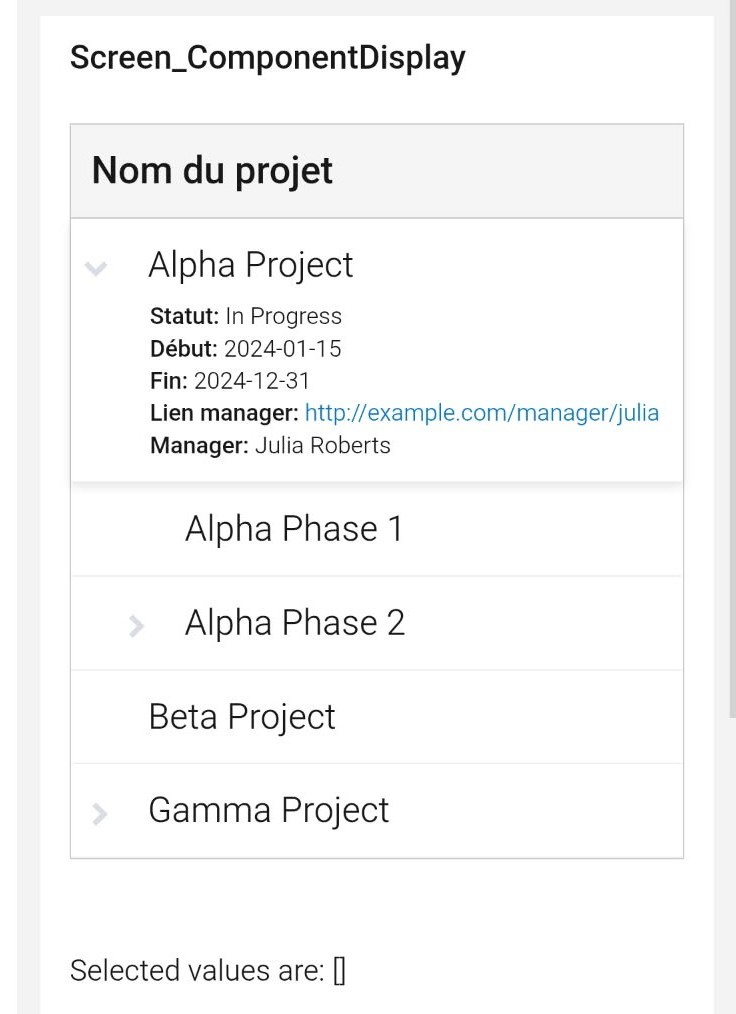 Screen_ComponentDisplay
Nom du projet
Alpha Project
Statut: In Progress
Début: 2024-01-15
Fin: 2024-12-31
Lien manager: http://example.com/manager/julia
Manager: Julia Roberts
Alpha Phase 1
Alpha Phase 2
Beta Project
Gamma Project
Selected values are: []